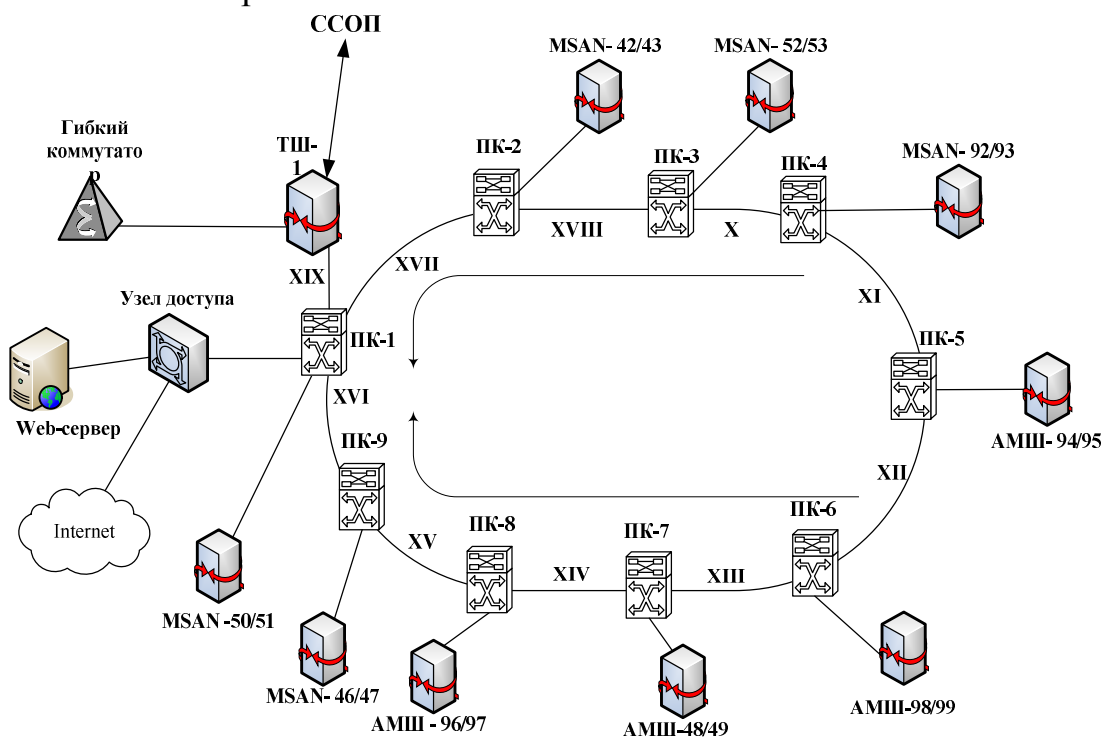 ССОП
MSAN- 42/43
MSAN- 52/53
Гибкий
коммутато
р
ТШ-
1
ПК-2
ПК-3
ПК-4
MSAN- 92/93
XVIII
X
XVII
XIX
XI
Узел доступа
ПК-1
ПК-5
Web-сервер
XVI
АМШ- 94/95
ПК-9
XII
Internet
ПК-8
ПК-7
ПК-6
XV
XIV
XIII
MSAN -50/51
MSAN- 46/47
АМШ - 96/97
АМШ-48/49
АМШ-98/99